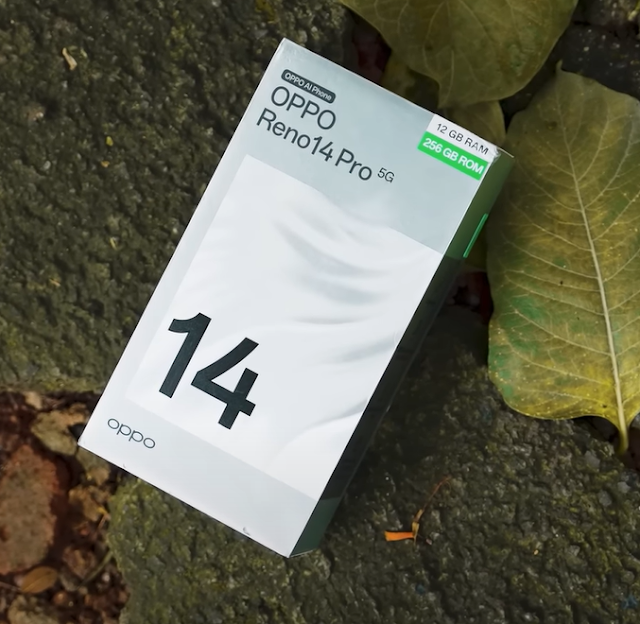 OPPO AI Phone
OPPO
Reno14 Pro 5G
12 GB RAM
256 GB ROM
14
oppo